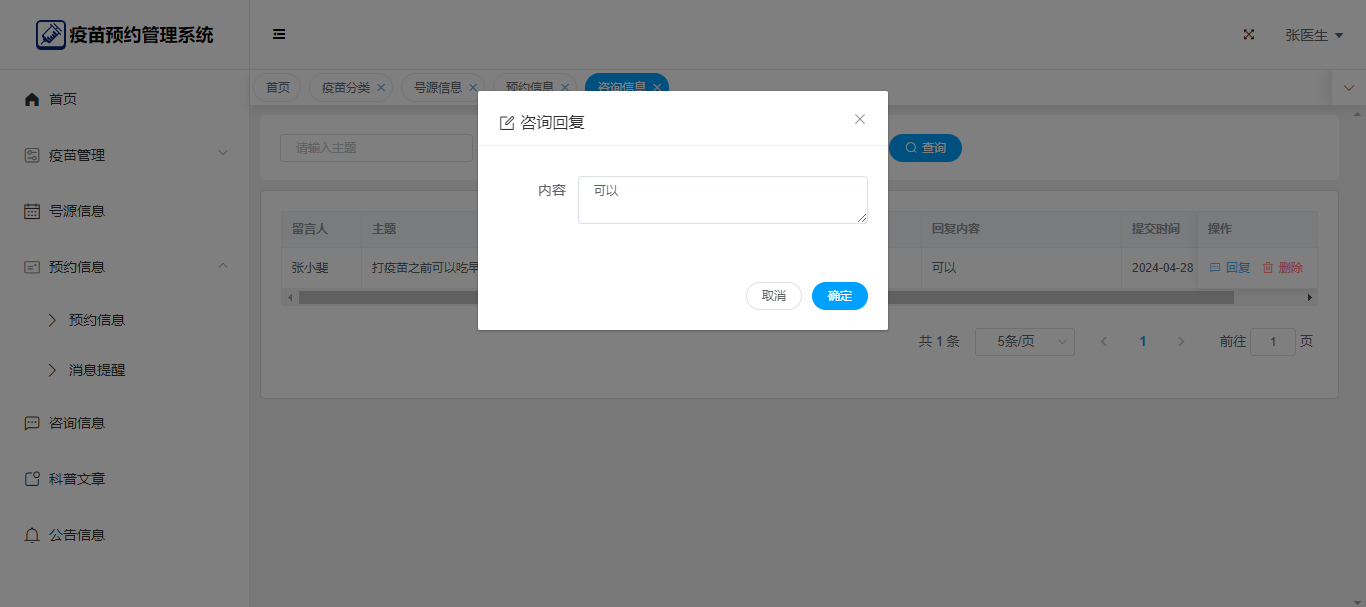 疫苗预约管理系统
张医生
首页
疫苗管理
号源信息
预约信息
预约信息
消息提醒
咨询信息
科普文章
公告信息
首页 疫苗分类 号源信息 预约信息 咨询信息
请输入主题
查询
留言人 主题 回复内容 提交时间 操作
张小斐 打疫苗之前可以吃早 可以 2024-04-28 回复 删除
共 1 条 5条/页 1 前往 1 页
咨询回复
内容 可以
取消 确定